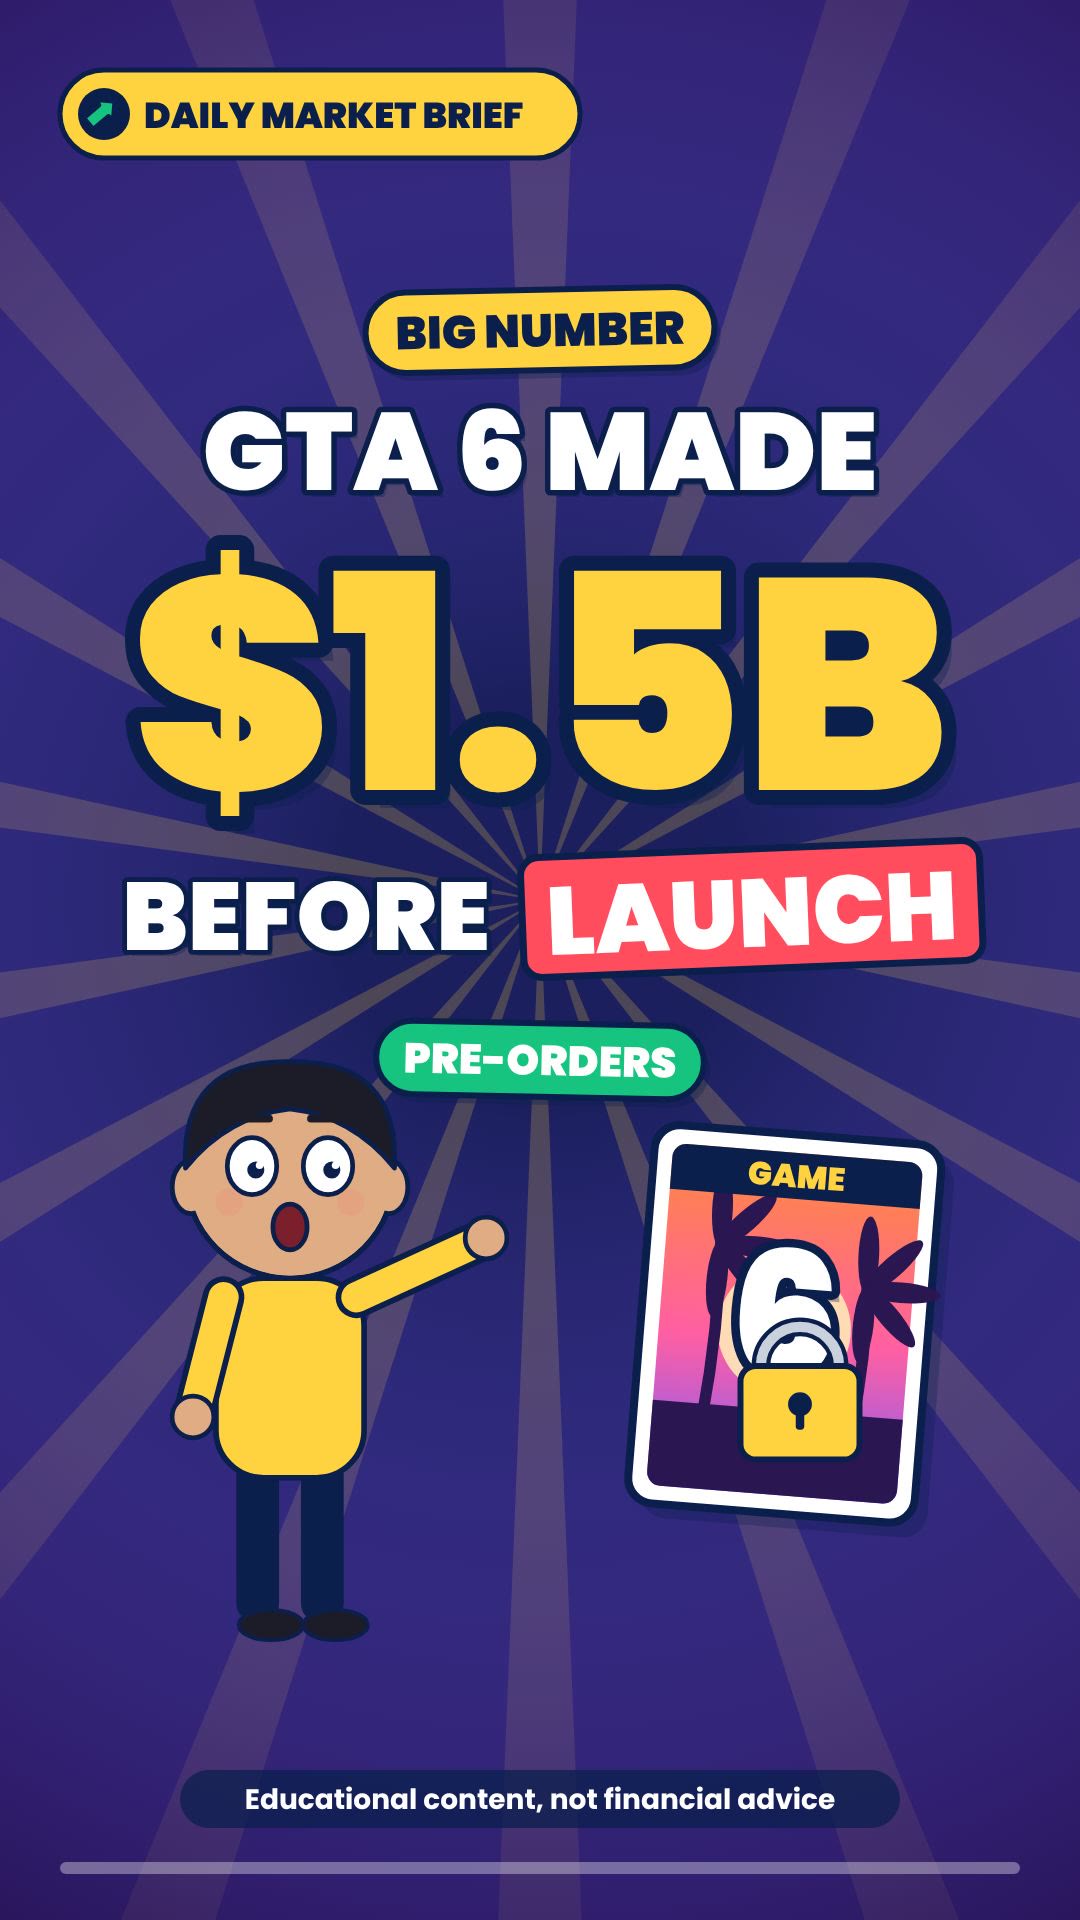 DAILY MARKET BRIEF
BIG NUMBER
GTA 6 MADE
$1.5B
BEFORE LAUNCH
PRE-ORDERS
GAME
6
Educational content, not financial advice